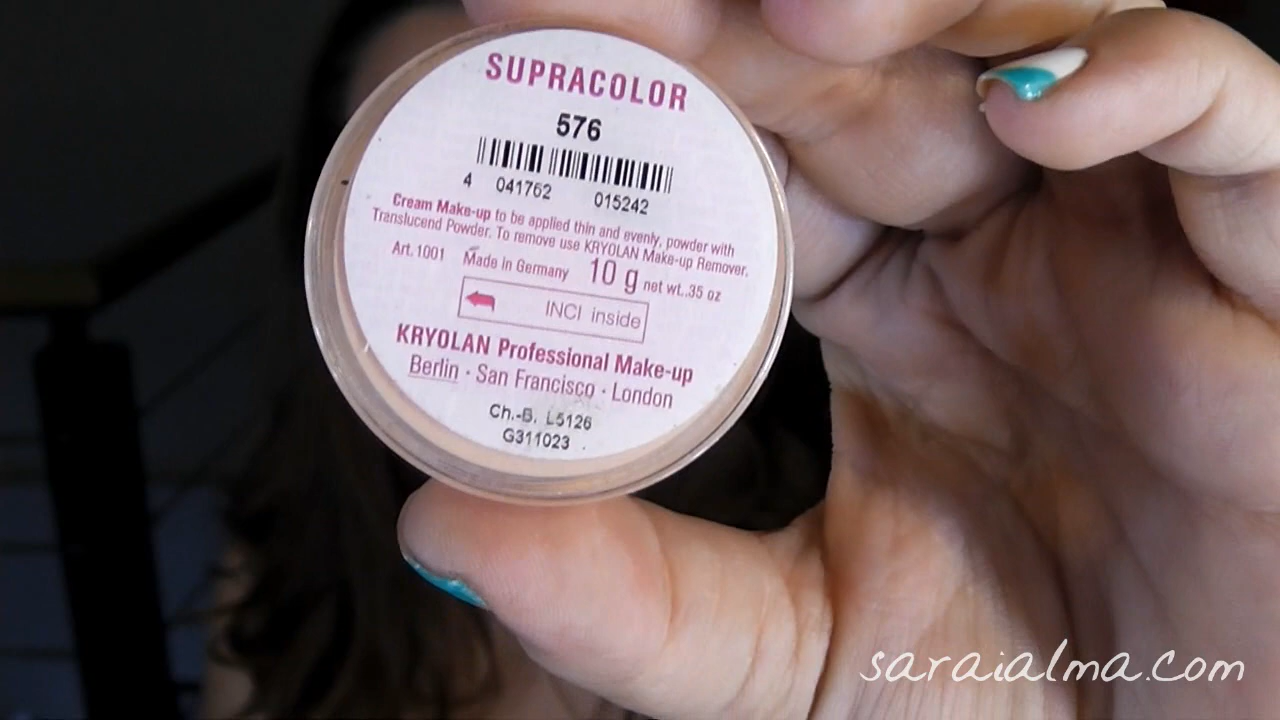 SUPRACOLOR
576
4 041762 015242
Cream Make-up to be applied thin and evenly, powder with
Translucend Powder. To remove use KRYOLAN Make-up Remover.
Art. 1001 Made in Germany 10 g net wt..35 oz
INCI inside
KRYOLAN Professional Make-up
Berlin · San Francisco · London
Ch.-B. L5126
G311023
saraialma.com